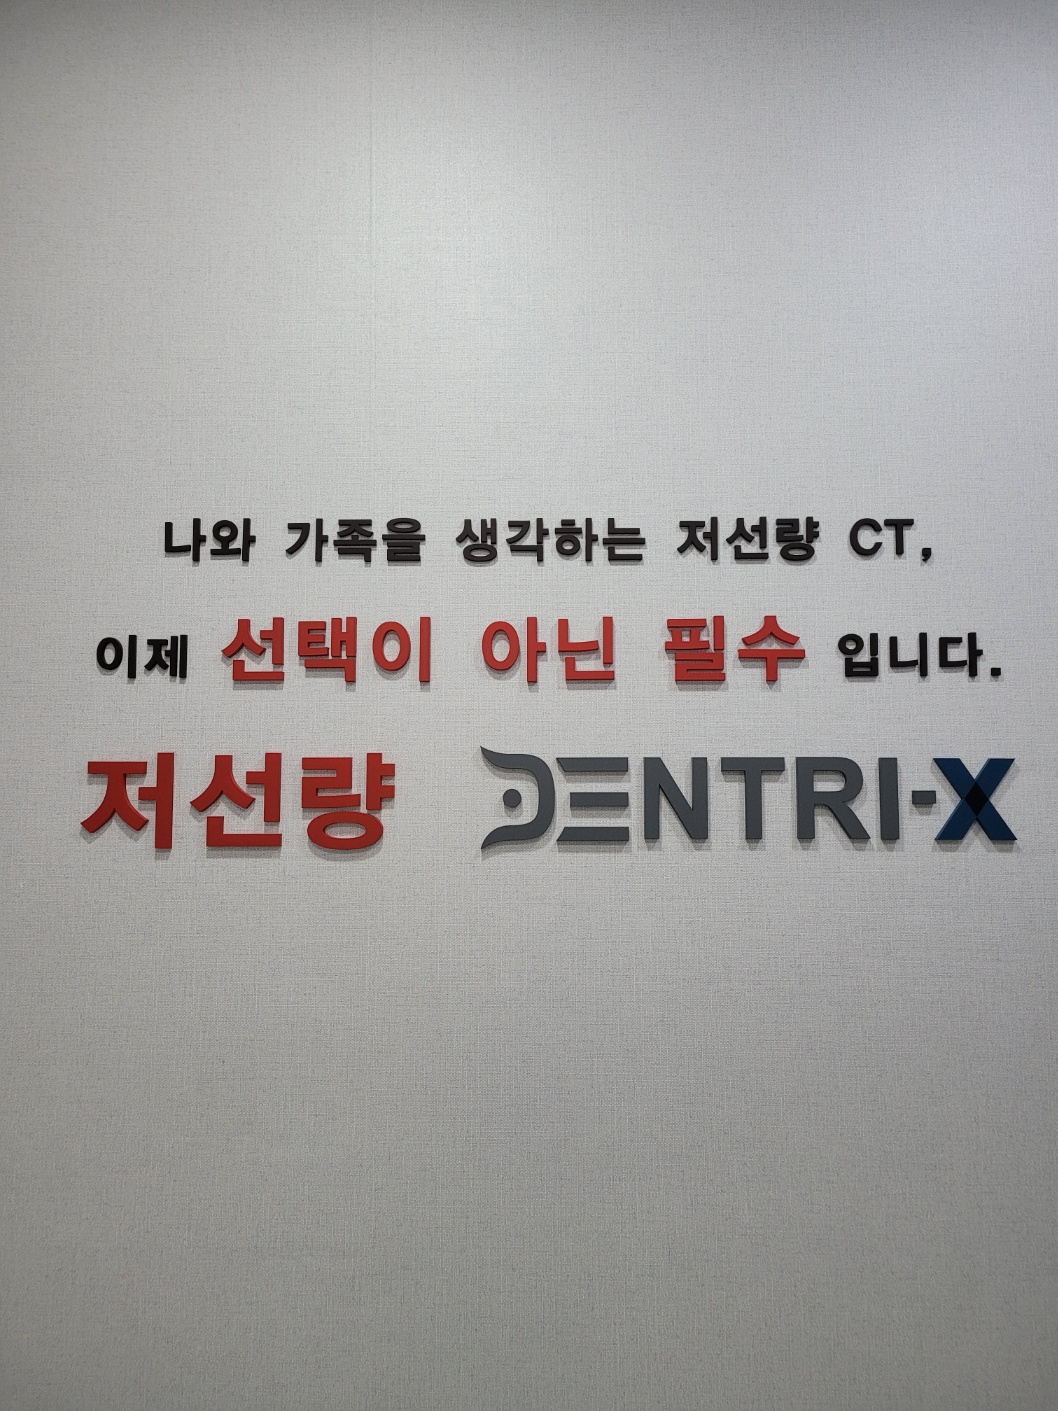 나와 가족을 생각하는 저선량 CT,
이제 선택이 아닌 필수 입니다.
저선량 DENTRI-X